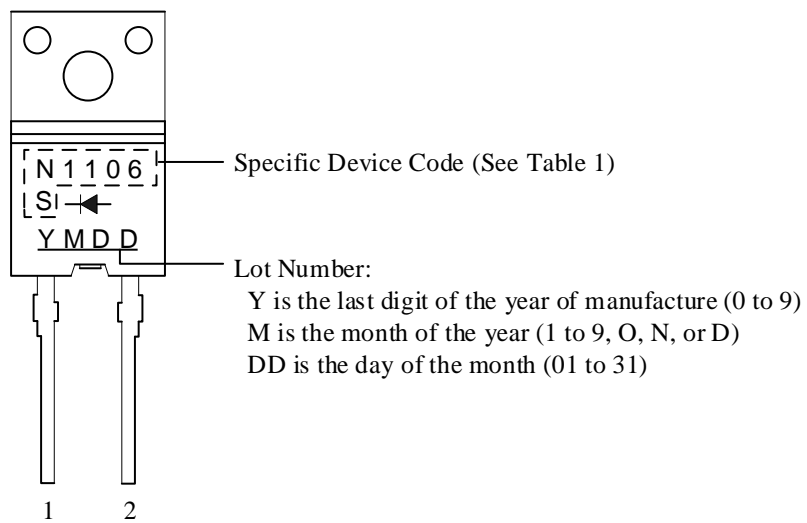 N1106
S
YMDD
Specific Device Code (See Table 1)
Lot Number:
Y is the last digit of the year of manufacture (0 to 9)
M is the month of the year (1 to 9, O, N, or D)
DD is the day of the month (01 to 31)
1 2